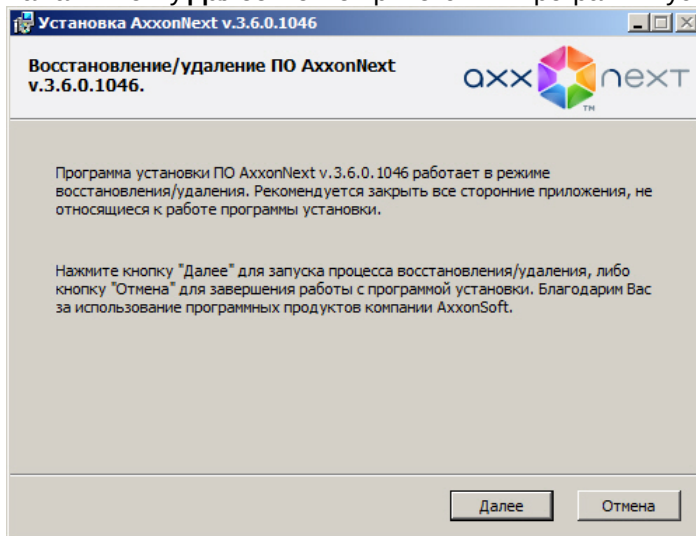 Установка AxxonNext v.3.6.0.1046
Восстановление/удаление ПО AxxonNext
v.3.6.0.1046.
axx next
TM
Программа установки ПО AxxonNext v.3.6.0.1046 работает в режиме
восстановления/удаления. Рекомендуется закрыть все сторонние приложения, не
относящиеся к работе программы установки.
Нажмите кнопку "Далее" для запуска процесса восстановления/удаления, либо
кнопку "Отмена" для завершения работы с программой установки. Благодарим Вас
за использование программных продуктов компании AxxonSoft.
Далее
Отмена